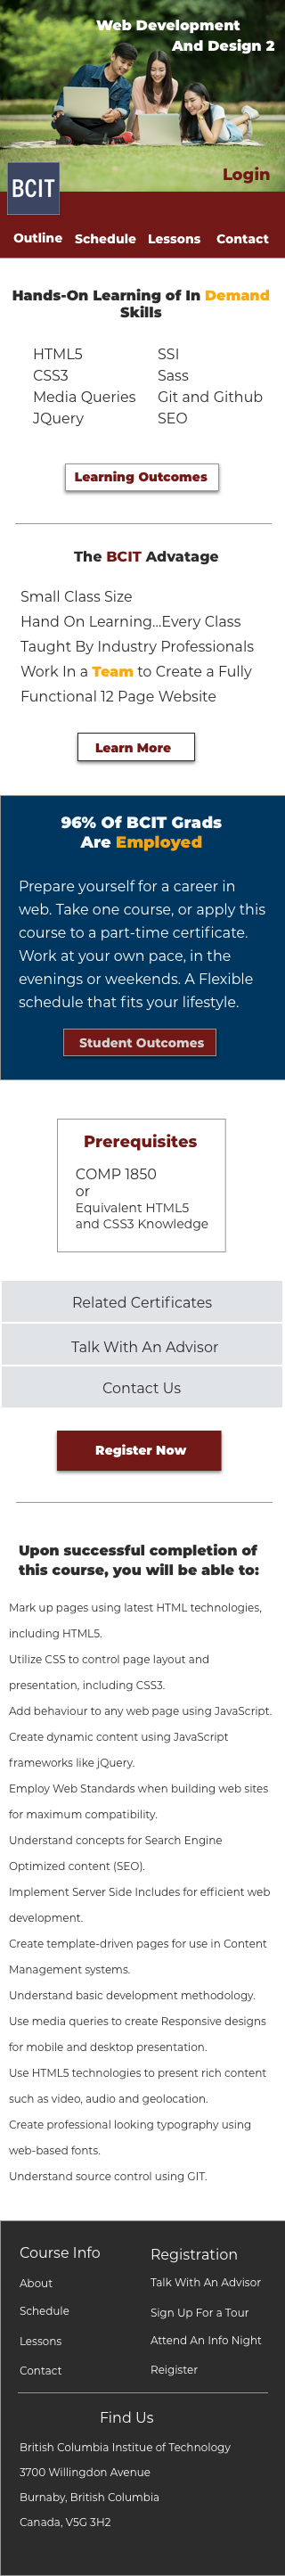 Web Development
And Design 2
Login
BCIT
Outline Schedule Lessons Contact
Hands-On Learning of In Demand
Skills
HTML5 SSI
CSS3 Sass
Media Queries Git and Github
JQuery SEO
Learning Outcomes
The BCIT Advatage
Small Class Size
Hand On Learning...Every Class
Taught By Industry Professionals
Work In a Team to Create a Fully
Functional 12 Page Website
Learn More
96% Of BCIT Grads
Are Employed
Prepare yourself for a career in
web. Take one course, or apply this
course to a part-time certificate.
Work at your own pace, in the
evenings or weekends. A Flexible
schedule that fits your lifestyle.
Student Outcomes
Prerequisites
COMP 1850
or
Equivalent HTML5
and CSS3 Knowledge
Related Certificates
Talk With An Advisor
Contact Us
Register Now
Upon successful completion of
this course, you will be able to:
Mark up pages using latest HTML technologies,
including HTML5.
Utilize CSS to control page layout and
presentation, including CSS3.
Add behaviour to any web page using JavaScript.
Create dynamic content using JavaScript
frameworks like jQuery.
Employ Web Standards when building web sites
for maximum compatibility.
Understand concepts for Search Engine
Optimized content (SEO).
Implement Server Side Includes for efficient web
development.
Create template-driven pages for use in Content
Management systems.
Understand basic development methodology.
Use media queries to create Responsive designs
for mobile and desktop presentation.
Use HTML5 technologies to present rich content
such as video, audio and geolocation.
Create professional looking typography using
web-based fonts.
Understand source control using GIT.
Course Info
About
Schedule
Lessons
Contact
Registration
Talk With An Advisor
Sign Up For a Tour
Attend An Info Night
Reigister
Find Us
British Columbia Institue of Technology
3700 Willingdon Avenue
Burnaby, British Columbia
Canada, V5G 3H2